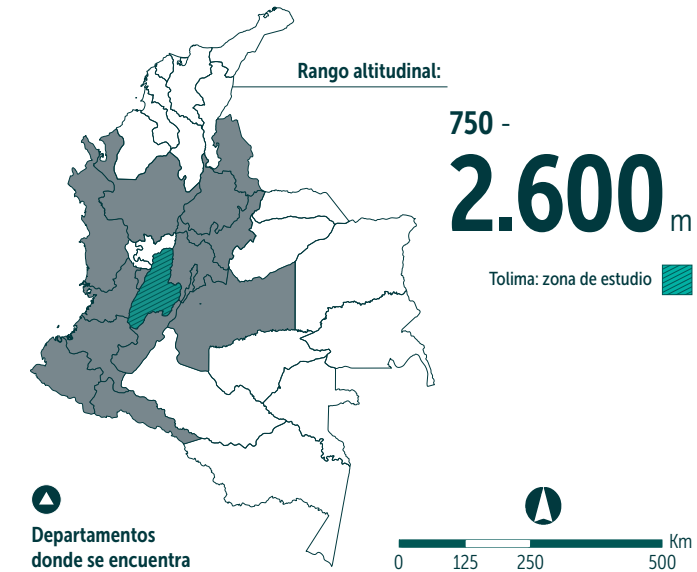 Rango altitudinal:
750 -
2.600 m
Tolima: zona de estudio
Departamentos
donde se encuentra
Km
0 125 250 500